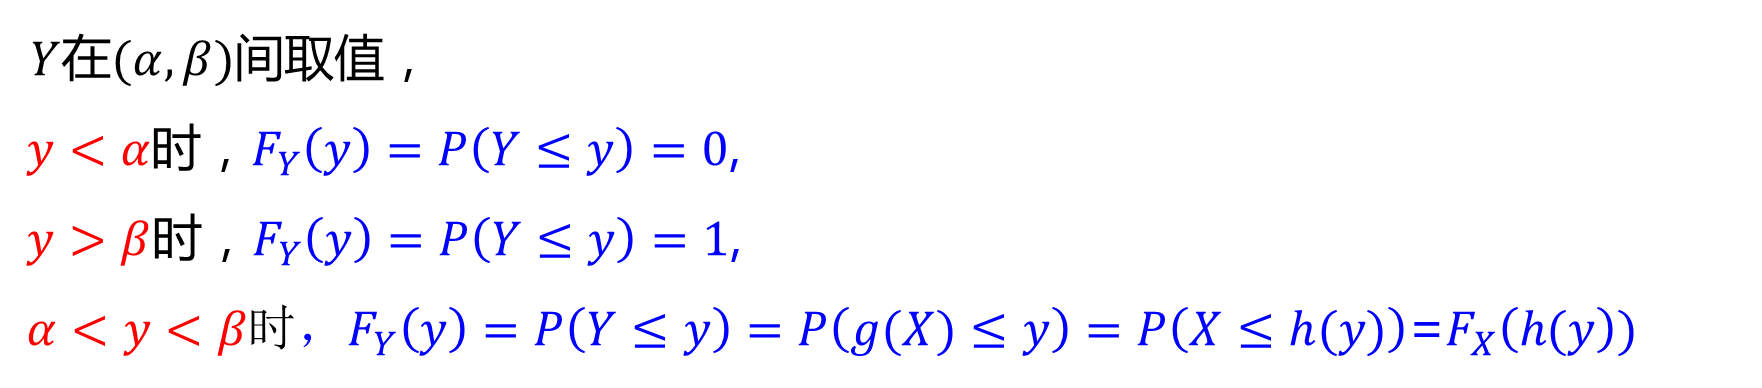 Y在(α,β)间取值，
y < α时，F_Y(y) = P(Y ≤ y) = 0,
y > β时，F_Y(y) = P(Y ≤ y) = 1,
α < y < β时，F_Y(y) = P(Y ≤ y) = P(g(X) ≤ y) = P(X ≤ h(y))=F_X(h(y))